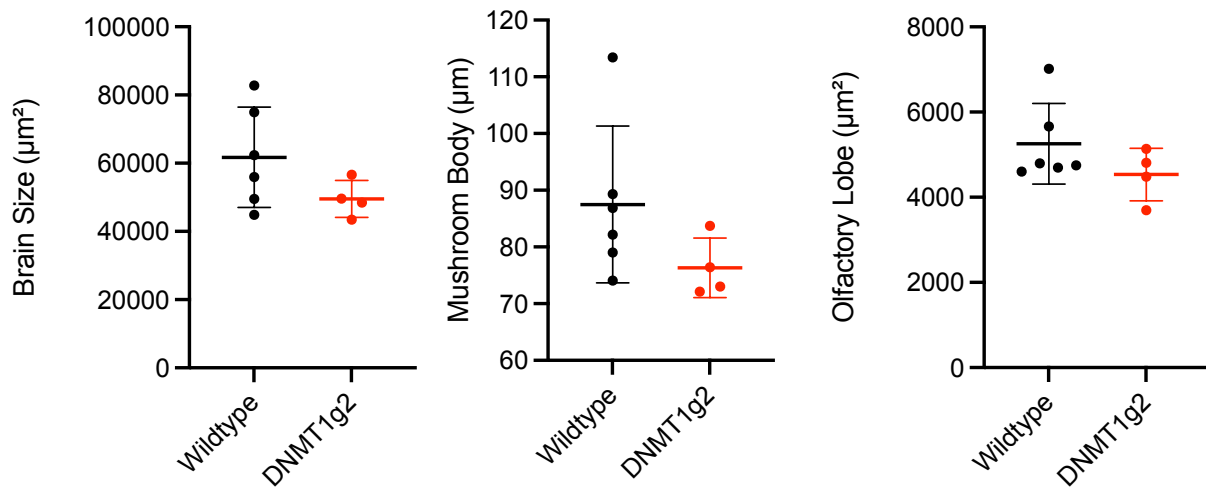 Brain Size (µm²)
100000
80000
60000
40000
20000
0
Wildtype
DNMT1g2
Mushroom Body (µm)
120
110
100
90
80
70
60
Wildtype
DNMT1g2
Olfactory Lobe (µm²)
8000
6000
4000
2000
0
Wildtype
DNMT1g2